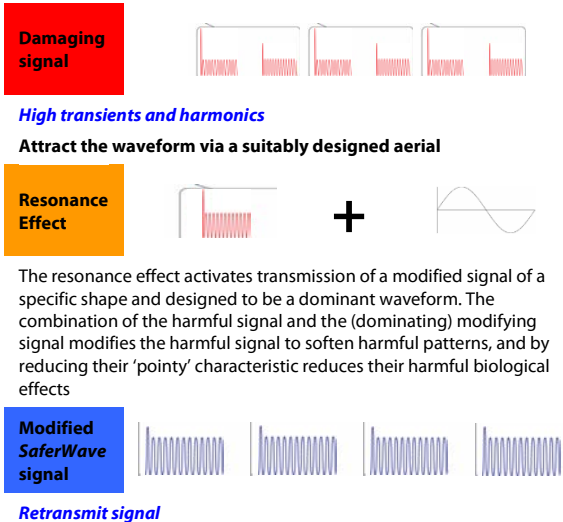 Damaging
signal
High transients and harmonics
Attract the waveform via a suitably designed aerial
Resonance
Effect
+
The resonance effect activates transmission of a modified signal of a
specific shape and designed to be a dominant waveform. The
combination of the harmful signal and the (dominating) modifying
signal modifies the harmful signal to soften harmful patterns, and by
reducing their ‘pointy’ characteristic reduces their harmful biological
effects
Modified
SaferWave
signal
Retransmit signal